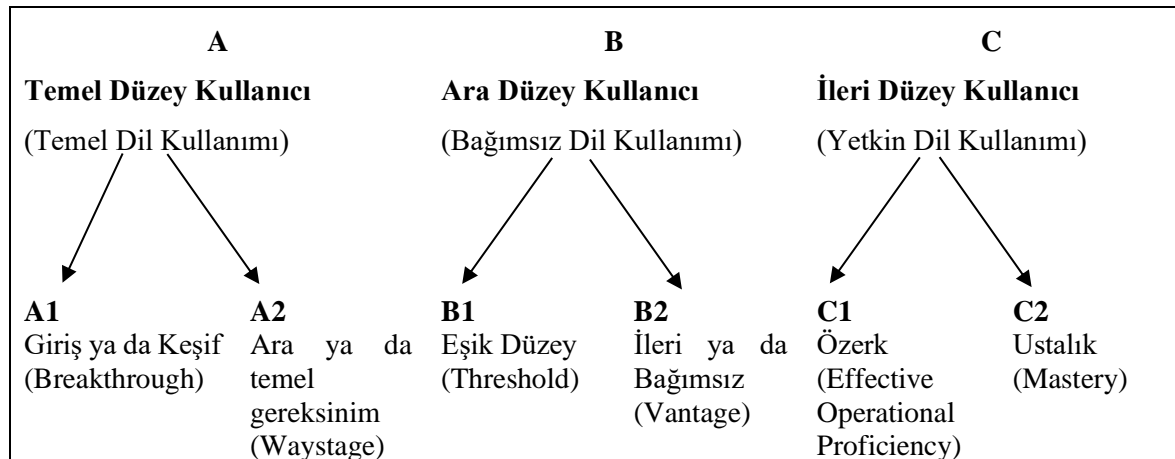 A B C
Temel Düzey Kullanıcı Ara Düzey Kullanıcı İleri Düzey Kullanıcı
(Temel Dil Kullanımı) (Bağımsız Dil Kullanımı) (Yetkin Dil Kullanımı)
A1
Giriş ya da Keşif
(Breakthrough)
A2
Ara ya da
temel
gereksinim
(Waystage)
B1
Eşik Düzey
(Threshold)
B2
İleri ya da
Bağımsız
(Vantage)
C1
Özerk
(Effective
Operational
Proficiency)
C2
Ustalık
(Mastery)